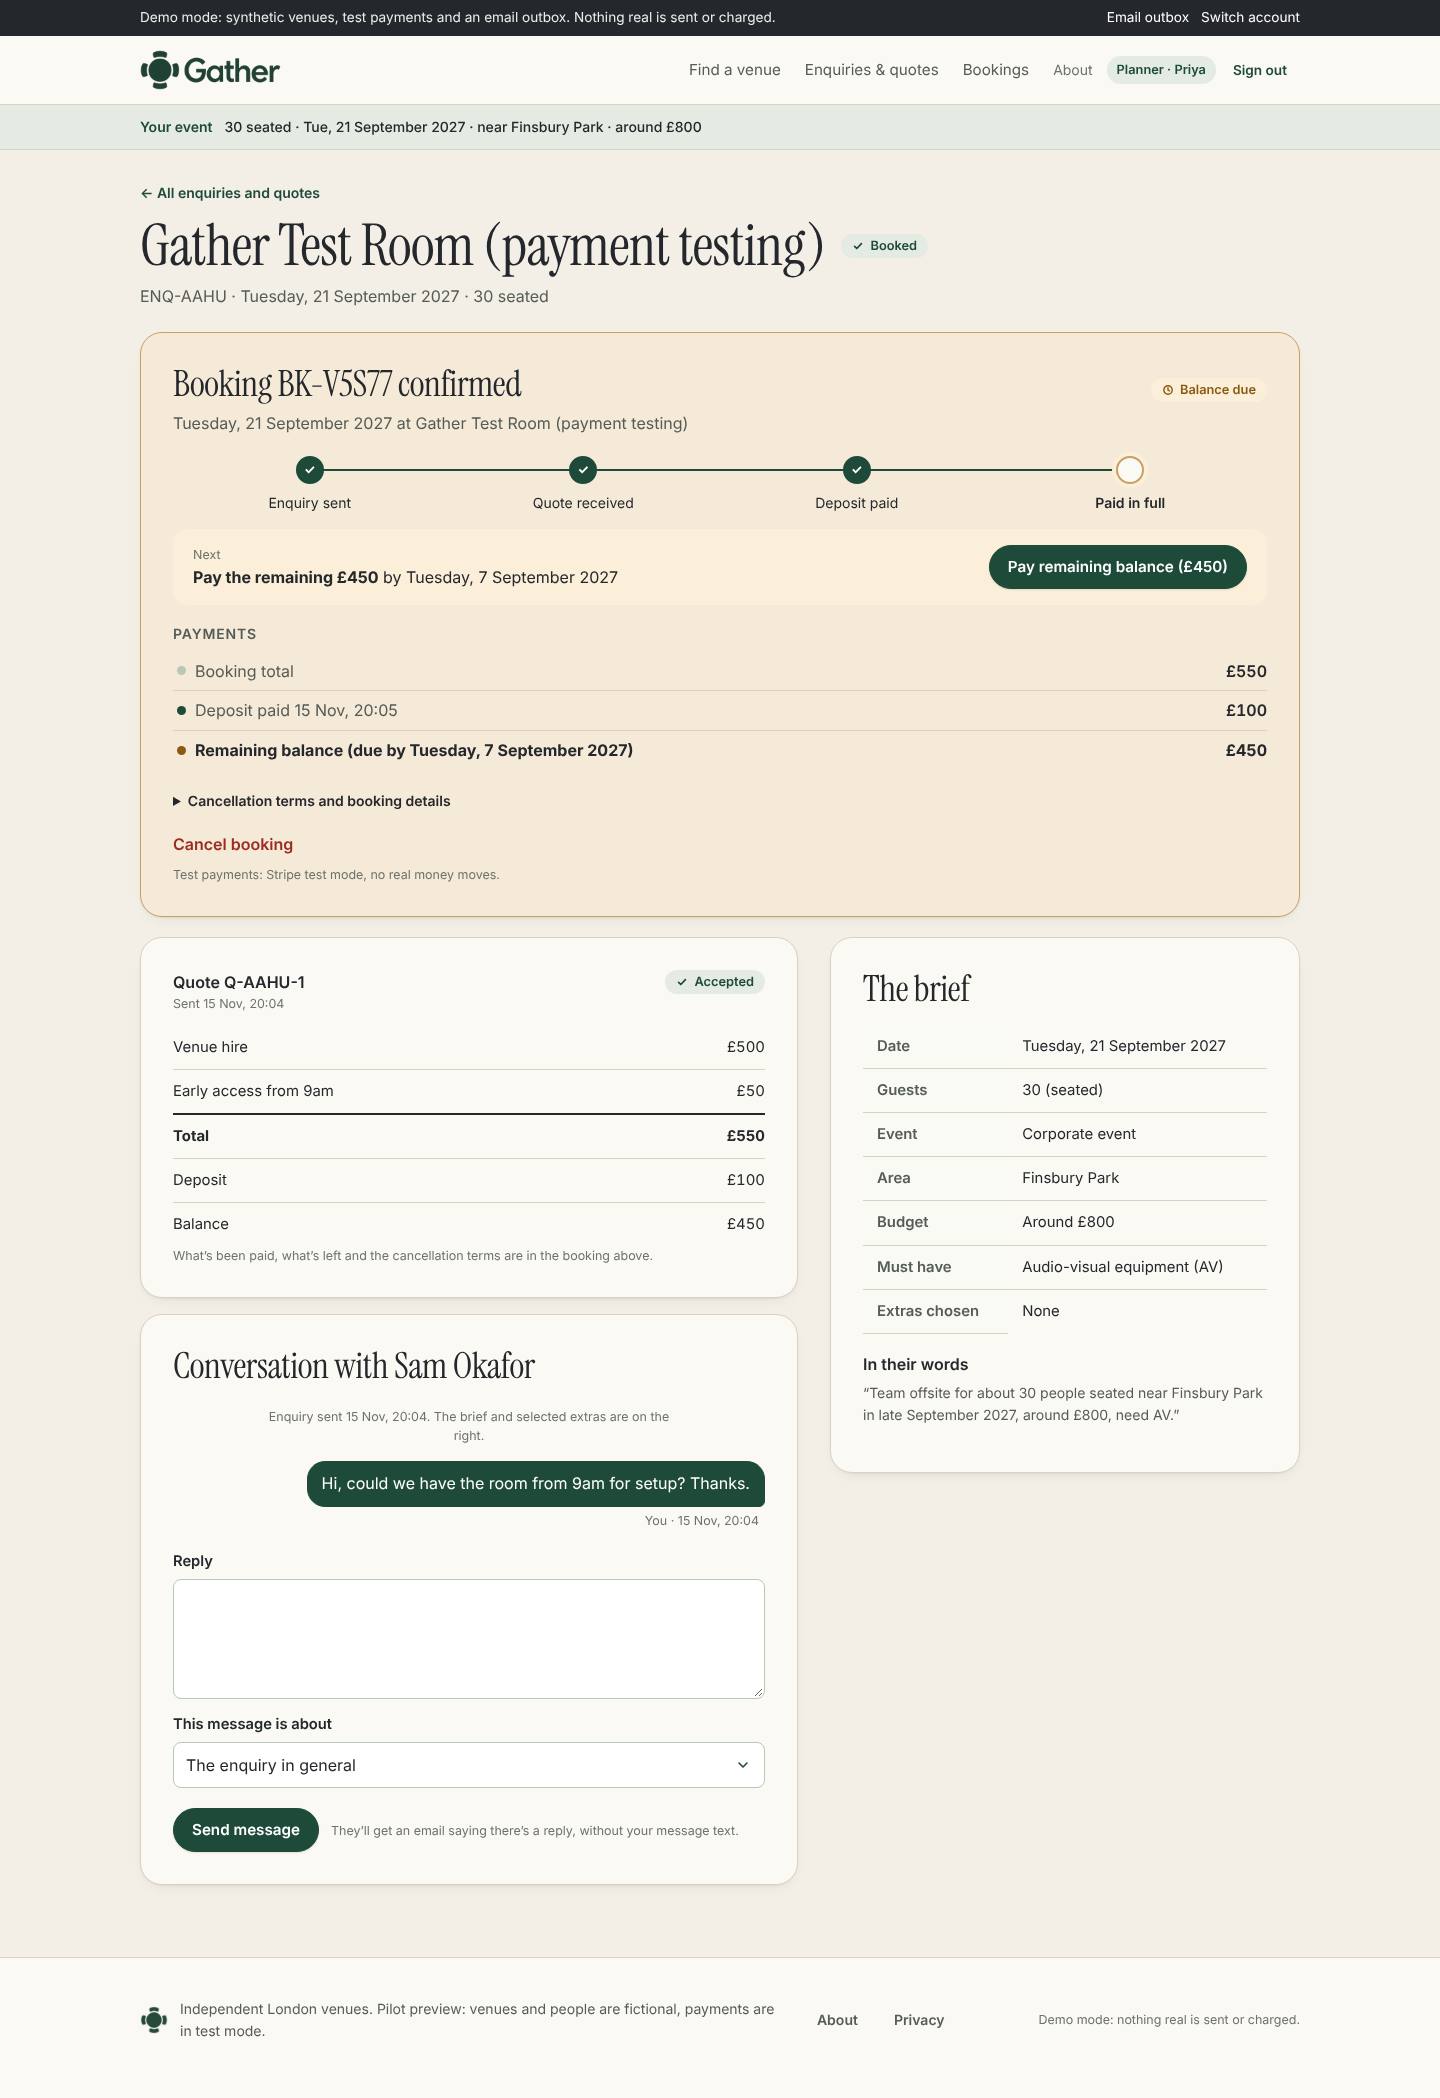 Demo mode: synthetic venues, test payments and an email outbox. Nothing real is sent or charged.
Email outbox Switch account
Gather
Find a venue Enquiries & quotes Bookings About Planner · Priya Sign out
Your event 30 seated · Tue, 21 September 2027 · near Finsbury Park · around £800
← All enquiries and quotes
Gather Test Room (payment testing) ✓ Booked
ENQ-AAHU · Tuesday, 21 September 2027 · 30 seated
Booking BK-V5S77 confirmed
Balance due
Tuesday, 21 September 2027 at Gather Test Room (payment testing)
Enquiry sent Quote received Deposit paid Paid in full
Next
Pay the remaining £450 by Tuesday, 7 September 2027
Pay remaining balance (£450)
PAYMENTS
Booking total £550
Deposit paid 15 Nov, 20:05 £100
Remaining balance (due by Tuesday, 7 September 2027) £450
Cancellation terms and booking details
Cancel booking
Test payments: Stripe test mode, no real money moves.
Quote Q-AAHU-1
✓ Accepted
Sent 15 Nov, 20:04
Venue hire £500
Early access from 9am £50
Total £550
Deposit £100
Balance £450
What’s been paid, what’s left and the cancellation terms are in the booking above.
Conversation with Sam Okafor
Enquiry sent 15 Nov, 20:04. The brief and selected extras are on the
right.
Hi, could we have the room from 9am for setup? Thanks.
You · 15 Nov, 20:04
Reply
This message is about
The enquiry in general
Send message
They’ll get an email saying there’s a reply, without your message text.
The brief
Date Tuesday, 21 September 2027
Guests 30 (seated)
Event Corporate event
Area Finsbury Park
Budget Around £800
Must have Audio-visual equipment (AV)
Extras chosen None
In their words
“Team offsite for about 30 people seated near Finsbury Park
in late September 2027, around £800, need AV.”
Independent London venues. Pilot preview: venues and people are fictional, payments are
in test mode.
About Privacy
Demo mode: nothing real is sent or charged.